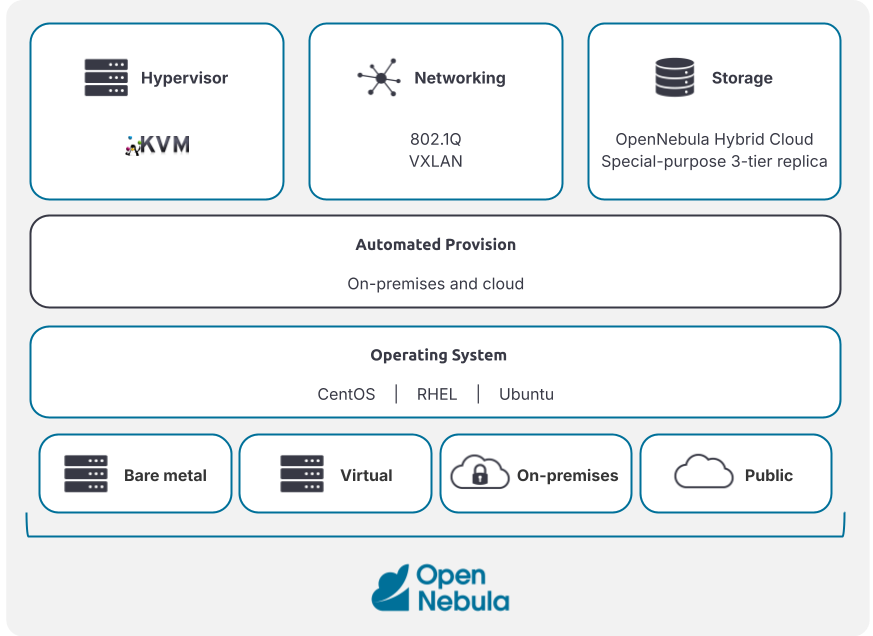 Hypervisor
KVM
Networking
802.1Q
VXLAN
Storage
OpenNebula Hybrid Cloud
Special-purpose 3-tier replica
Automated Provision
On-premises and cloud
Operating System
CentOS | RHEL | Ubuntu
Bare metal
Virtual
On-premises
Public
Open
Nebula